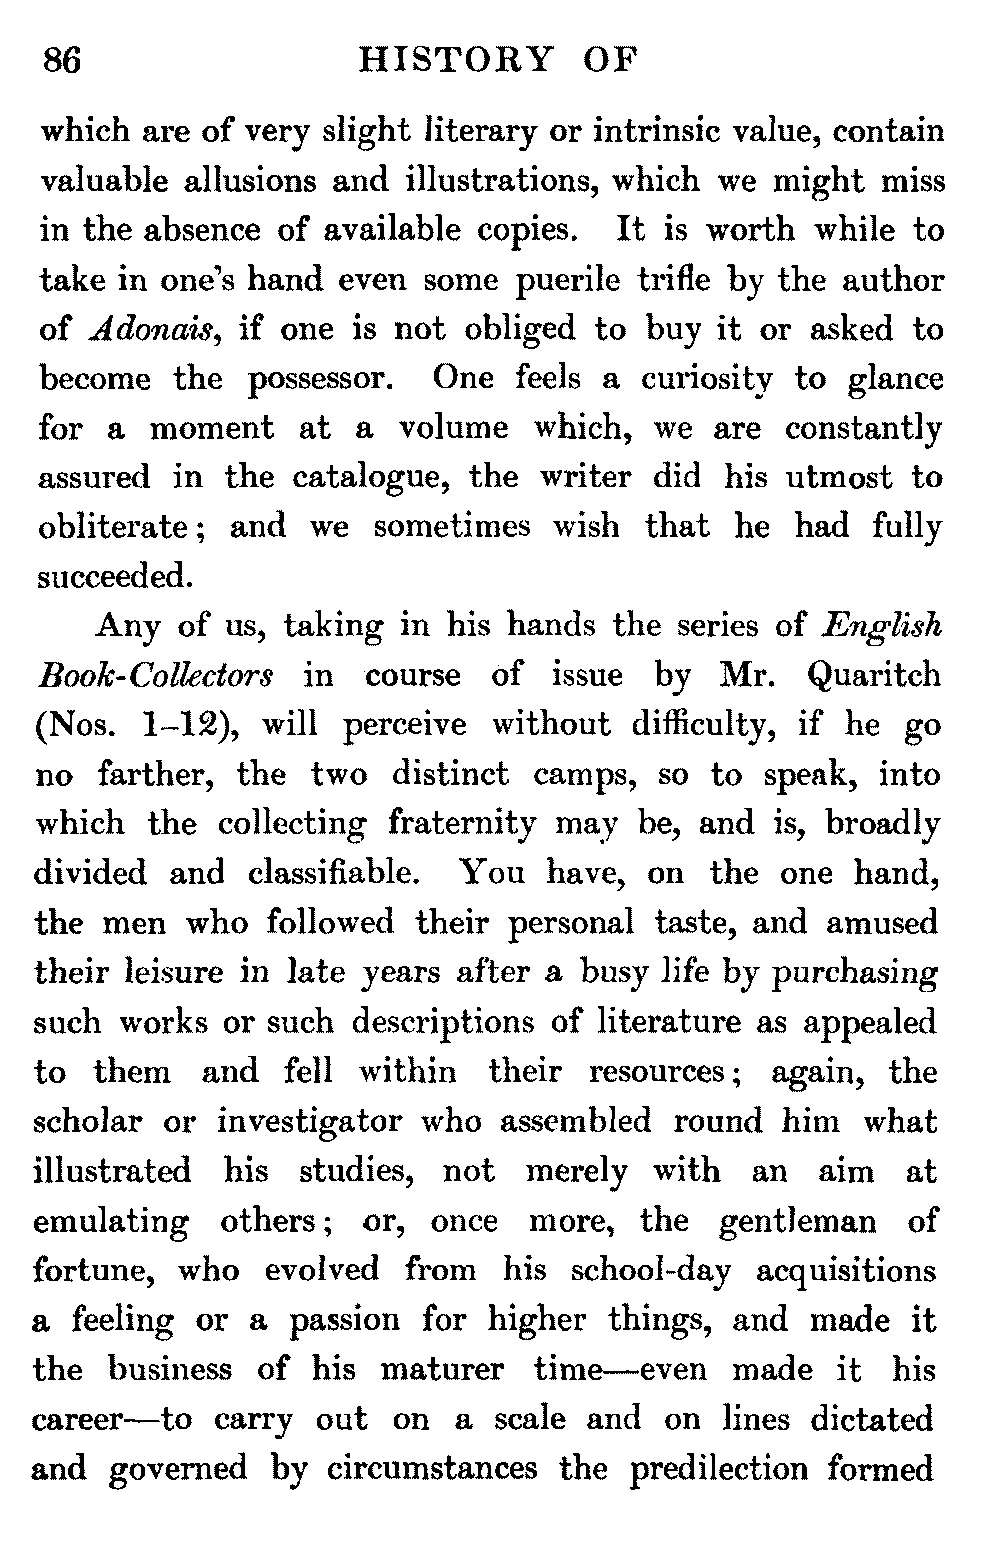 86 HISTORY OF
which are of very slight literary or intrinsic value, contain
valuable allusions and illustrations, which we might miss
in the absence of available copies. It is worth while to
take in one's hand even some puerile trifle by the author
of Adonais, if one is not obliged to buy it or asked to
become the possessor. One feels a curiosity to glance
for a moment at a volume which, we are constantly
assured in the catalogue, the writer did his utmost to
obliterate; and we sometimes wish that he had fully
succeeded.
Any of us, taking in his hands the series of English
Book-Collectors in course of issue by Mr. Quaritch
(Nos. 1–12), will perceive without difficulty, if he go
no farther, the two distinct camps, so to speak, into
which the collecting fraternity may be, and is, broadly
divided and classifiable. You have, on the one hand,
the men who followed their personal taste, and amused
their leisure in late years after a busy life by purchasing
such works or such descriptions of literature as appealed
to them and fell within their resources; again, the
scholar or investigator who assembled round him what
illustrated his studies, not merely with an aim at
emulating others; or, once more, the gentleman of
fortune, who evolved from his school-day acquisitions
a feeling or a passion for higher things, and made it
the business of his maturer time—even made it his
career—to carry out on a scale and on lines dictated
and governed by circumstances the predilection formed